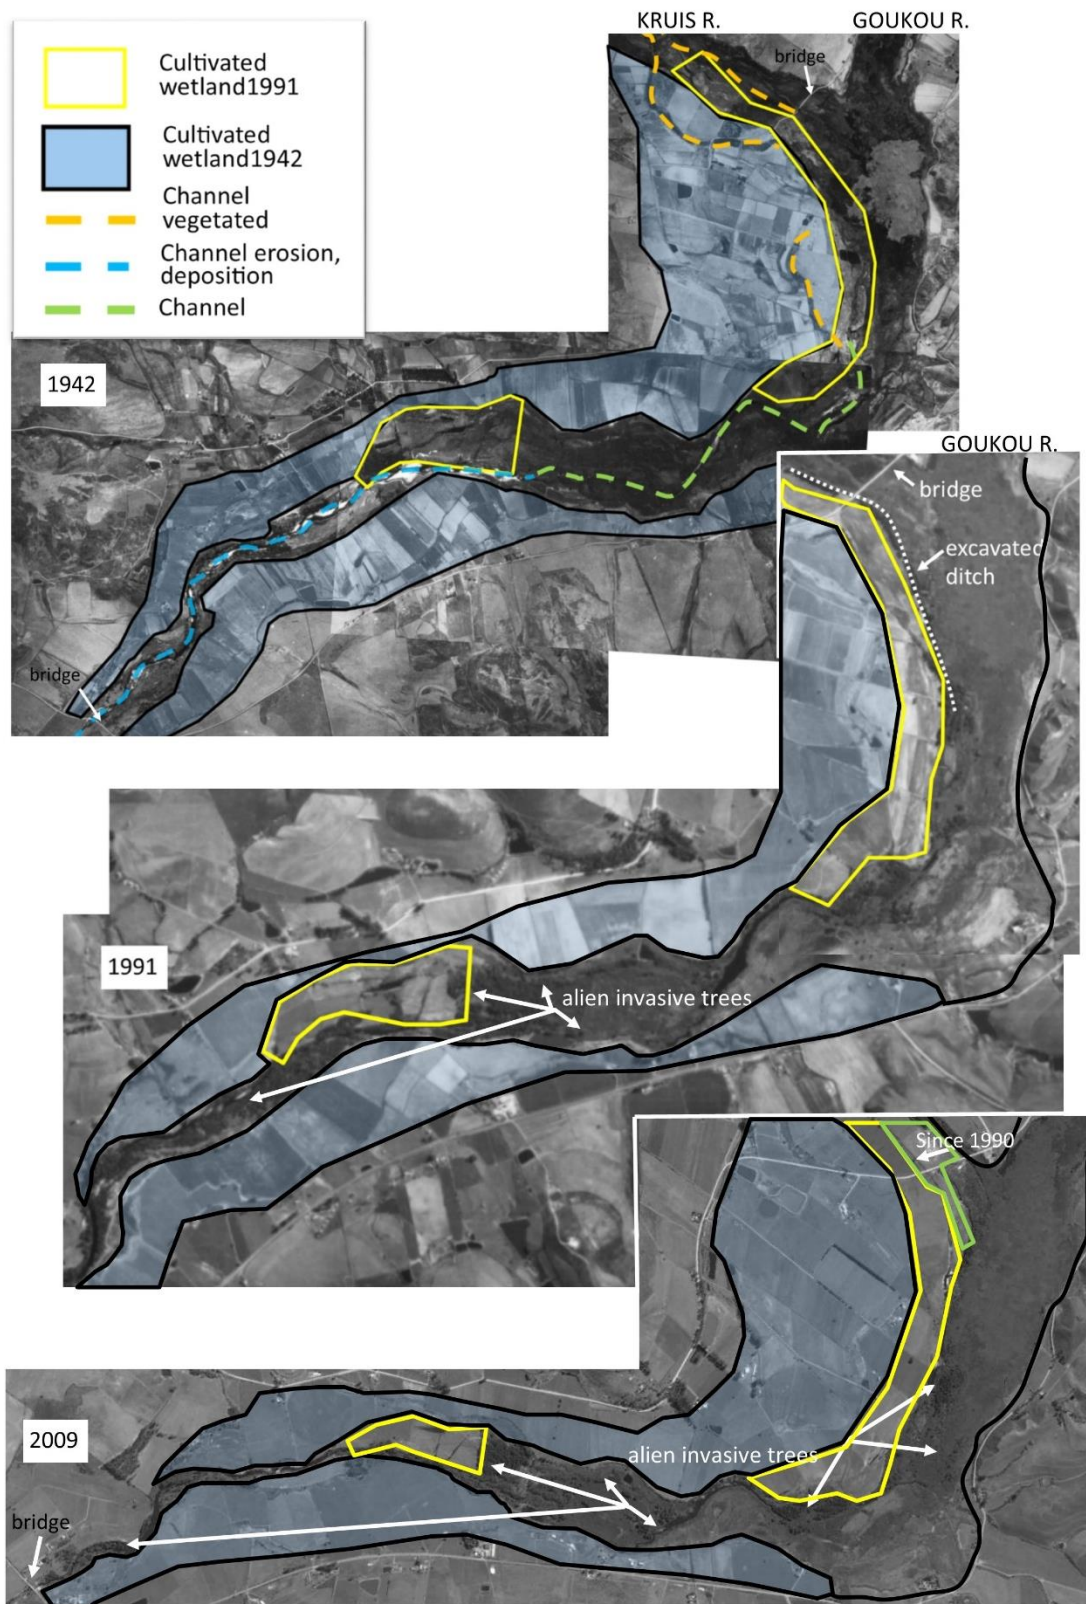 KRUIS R.
GOUKOU R.
Cultivated
wetland1991
Cultivated
wetland1942
Channel
vegetated
Channel erosion,
deposition
Channel
bridge
1942
bridge
GOUKOU R.
bridge
excavated
ditch
1991
alien invasive trees
Since 1990
2009
alien invasive trees
bridge